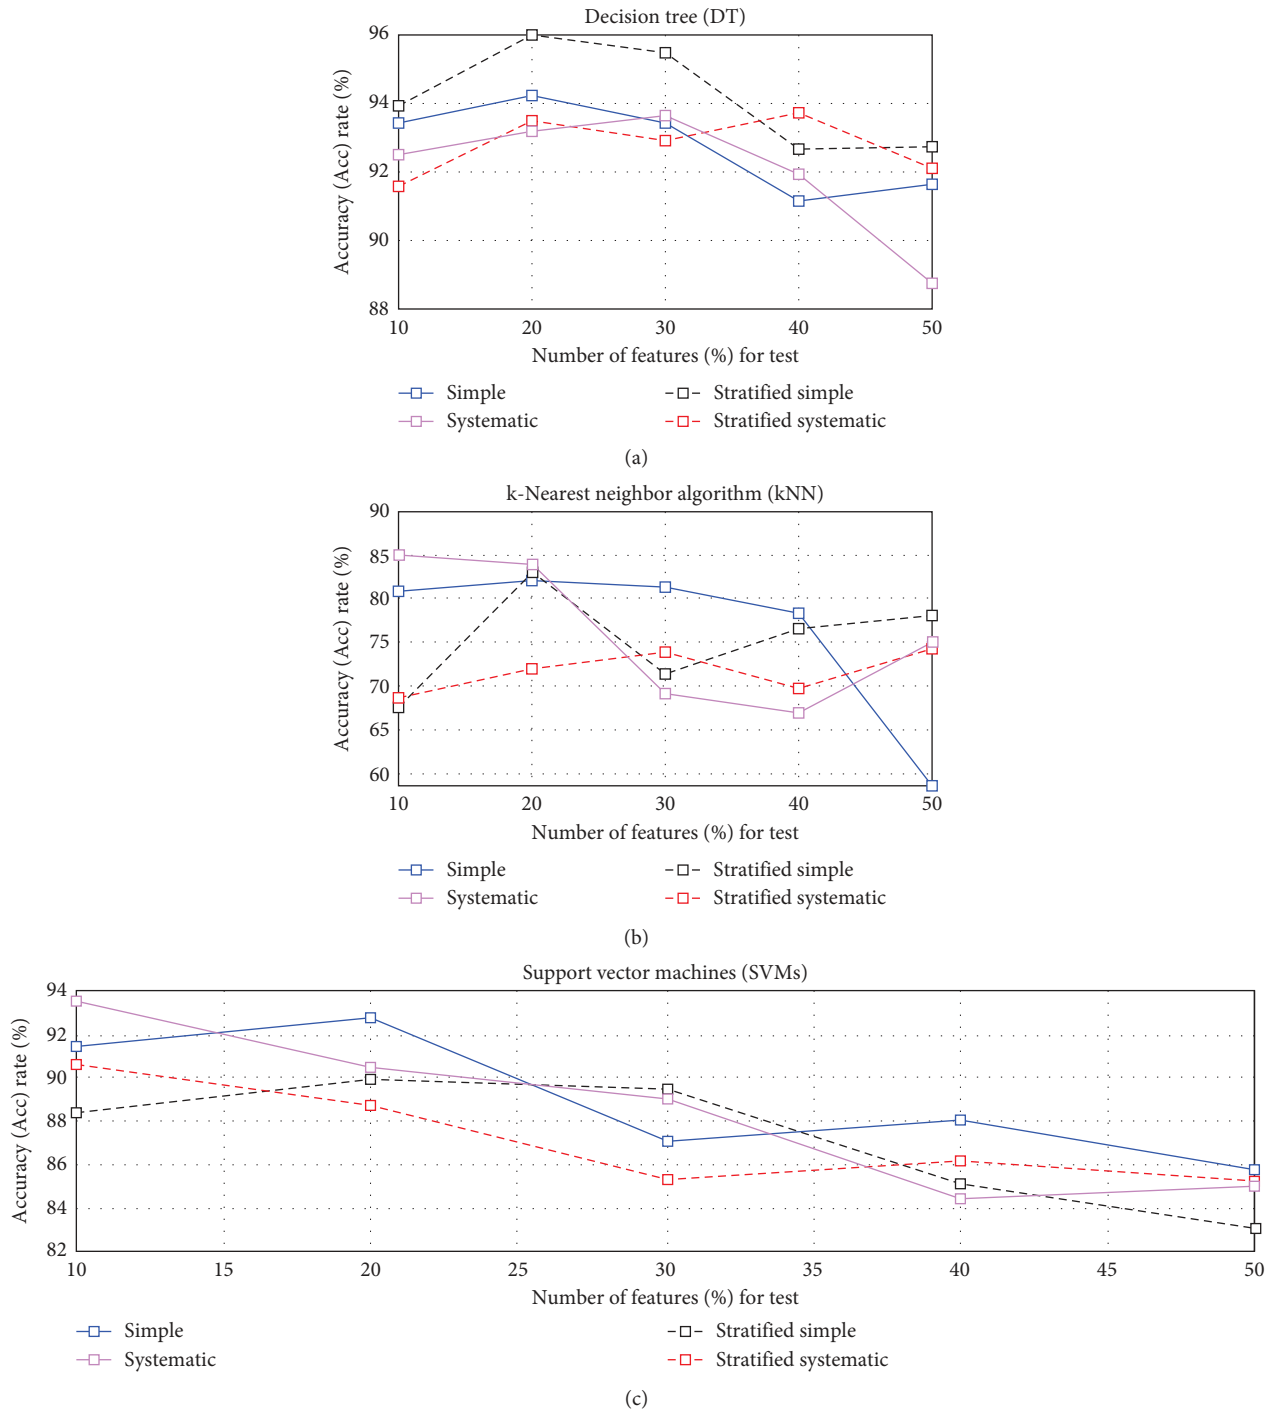 Decision tree (DT)
96
94
92
90
88
Accuracy (Acc) rate (%)
10 20 30 40 50
Number of features (%) for test
Simple Stratified simple
Systematic Stratified systematic
(a)
k-Nearest neighbor algorithm (kNN)
90
85
80
75
70
65
60
Accuracy (Acc) rate (%)
10 20 30 40 50
Number of features (%) for test
Simple Stratified simple
Systematic Stratified systematic
(b)
Support vector machines (SVMs)
94
92
90
88
86
84
82
Accuracy (Acc) rate (%)
10 15 20 25 30 35 40 45 50
Number of features (%) for test
Simple Stratified simple
Systematic Stratified systematic
(c)